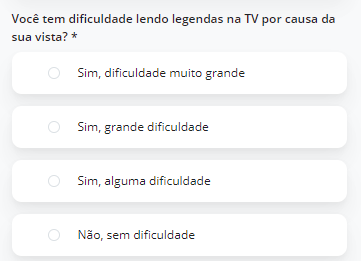 Você tem dificuldade lendo legendas na TV por causa da
sua vista? *
Sim, dificuldade muito grande
Sim, grande dificuldade
Sim, alguma dificuldade
Não, sem dificuldade